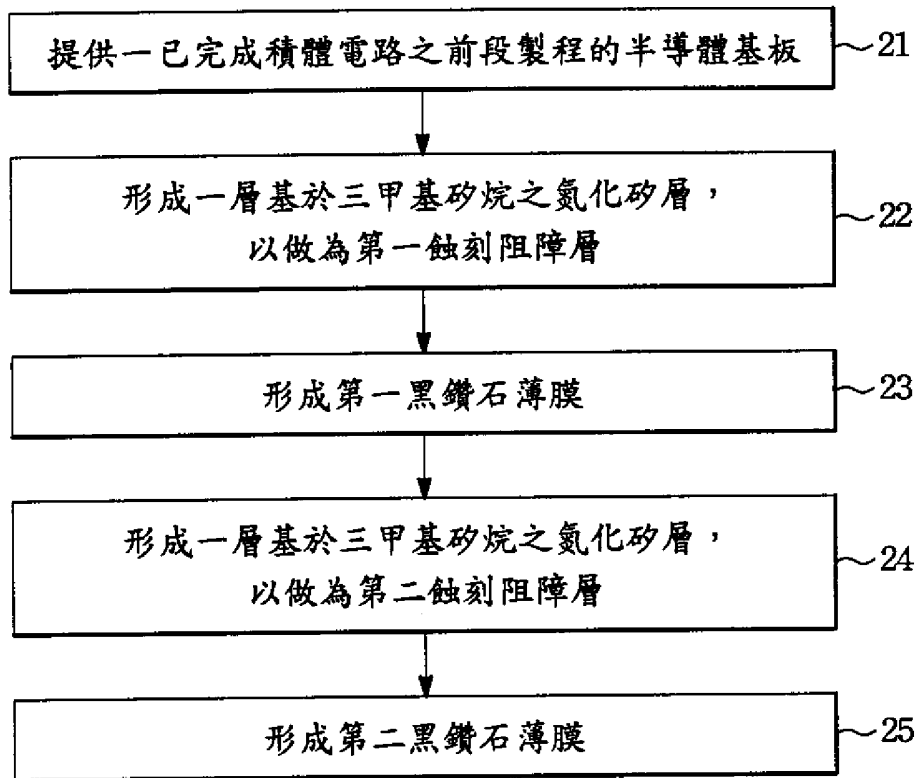 提供一已完成積體電路之前段製程的半導體基板
21
形成一層基於三甲基矽烷之氮化矽層，
以做為第一蝕刻阻障層
22
形成第一黑鑽石薄膜
23
形成一層基於三甲基矽烷之氮化矽層，
以做為第二蝕刻阻障層
24
形成第二黑鑽石薄膜
25